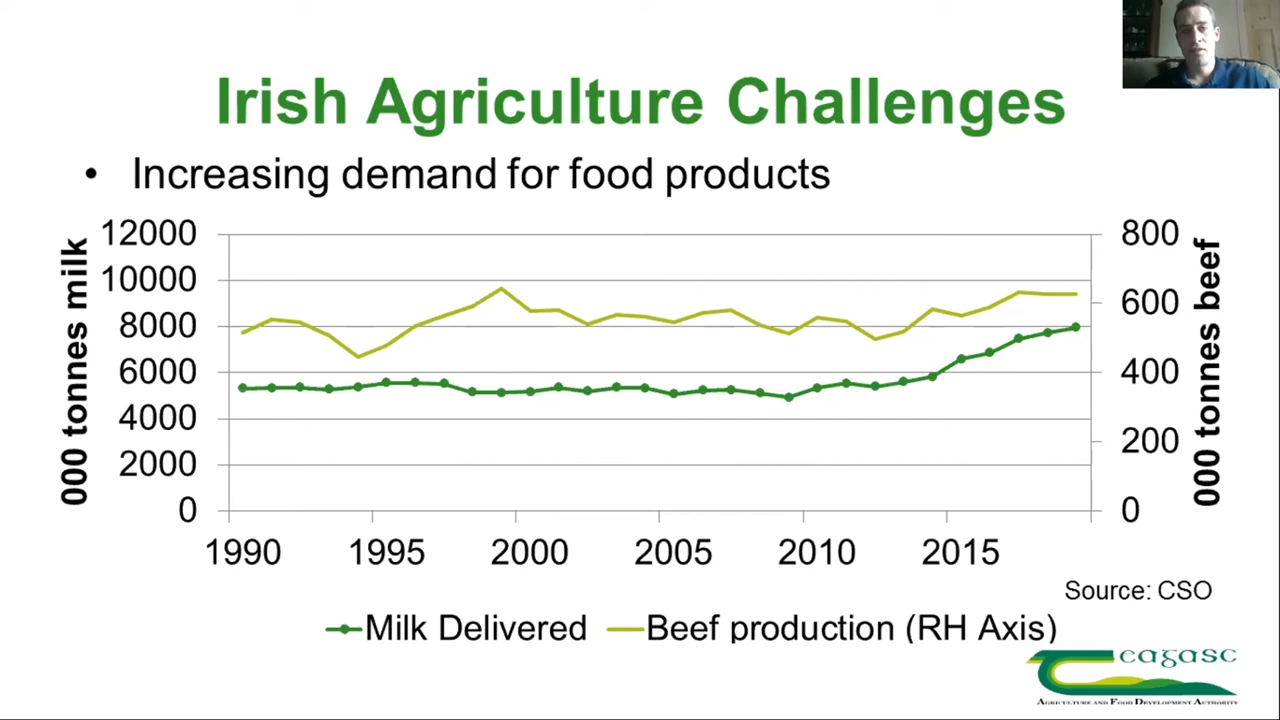 Irish Agriculture Challenges
• Increasing demand for food products
000 tonnes milk
12000
10000
8000
6000
4000
2000
0
800
600
400
200
0
000 tonnes beef
1990 1995 2000 2005 2010 2015
Source: CSO
Milk Delivered Beef production (RH Axis)
eagasc
AGRICULTURE AND FOOD DEVELOPMENT AUTHORITY